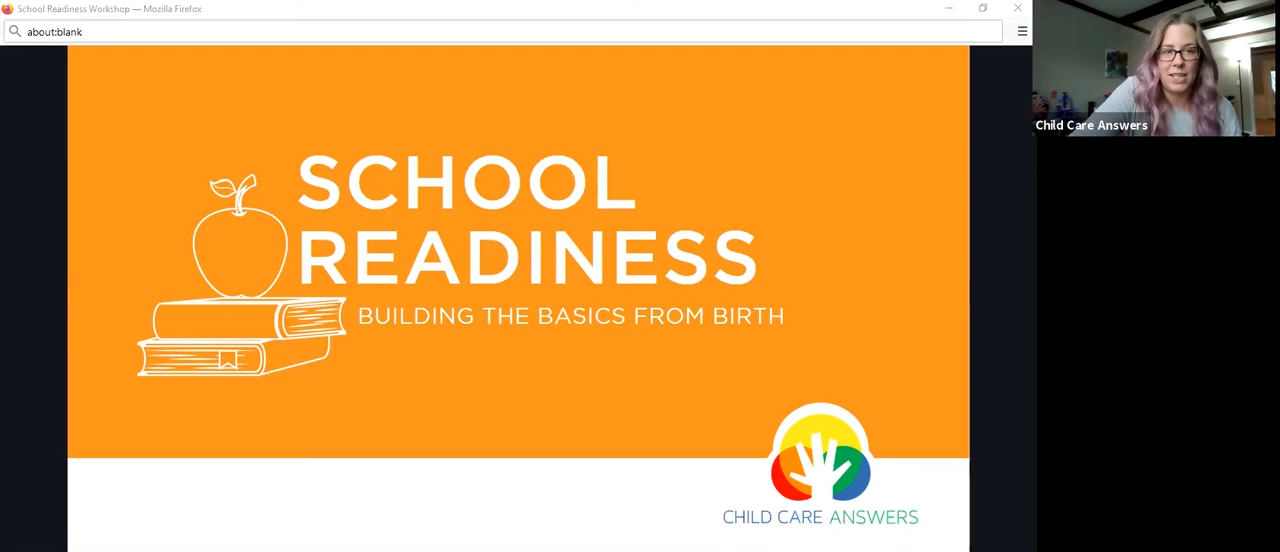 School Readiness Workshop — Mozilla Firefox
about:blank
Child Care Answers
SCHOOL
READINESS
BUILDING THE BASICS FROM BIRTH
CHILD CARE ANSWERS